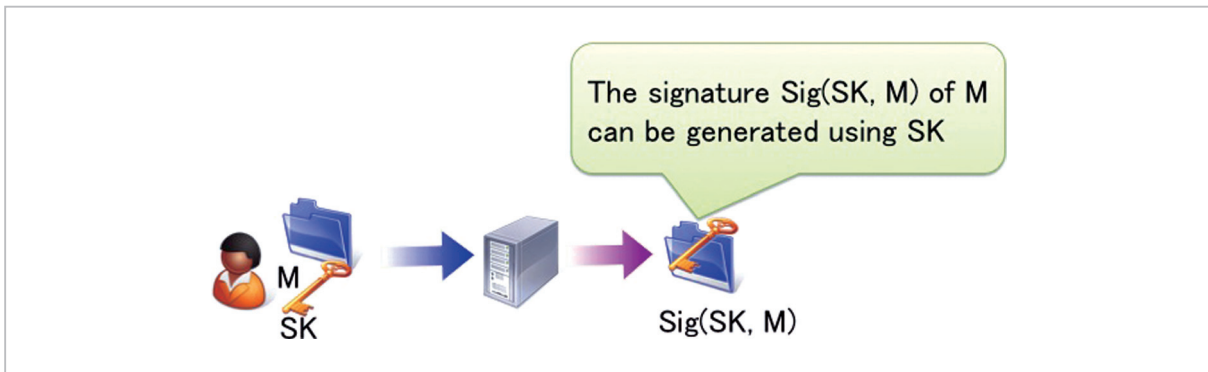 The signature Sig(SK, M) of M
can be generated using SK
M
SK
Sig(SK, M)